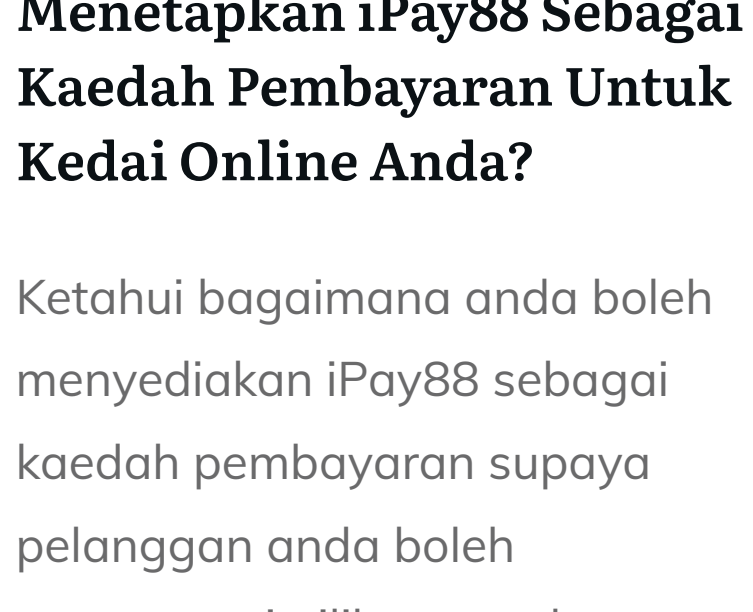 Menetapkan iPay88 Sebagai
Kaedah Pembayaran Untuk
Kedai Online Anda?
Ketahui bagaimana anda boleh
menyediakan iPay88 sebagai
kaedah pembayaran supaya
pelanggan anda boleh